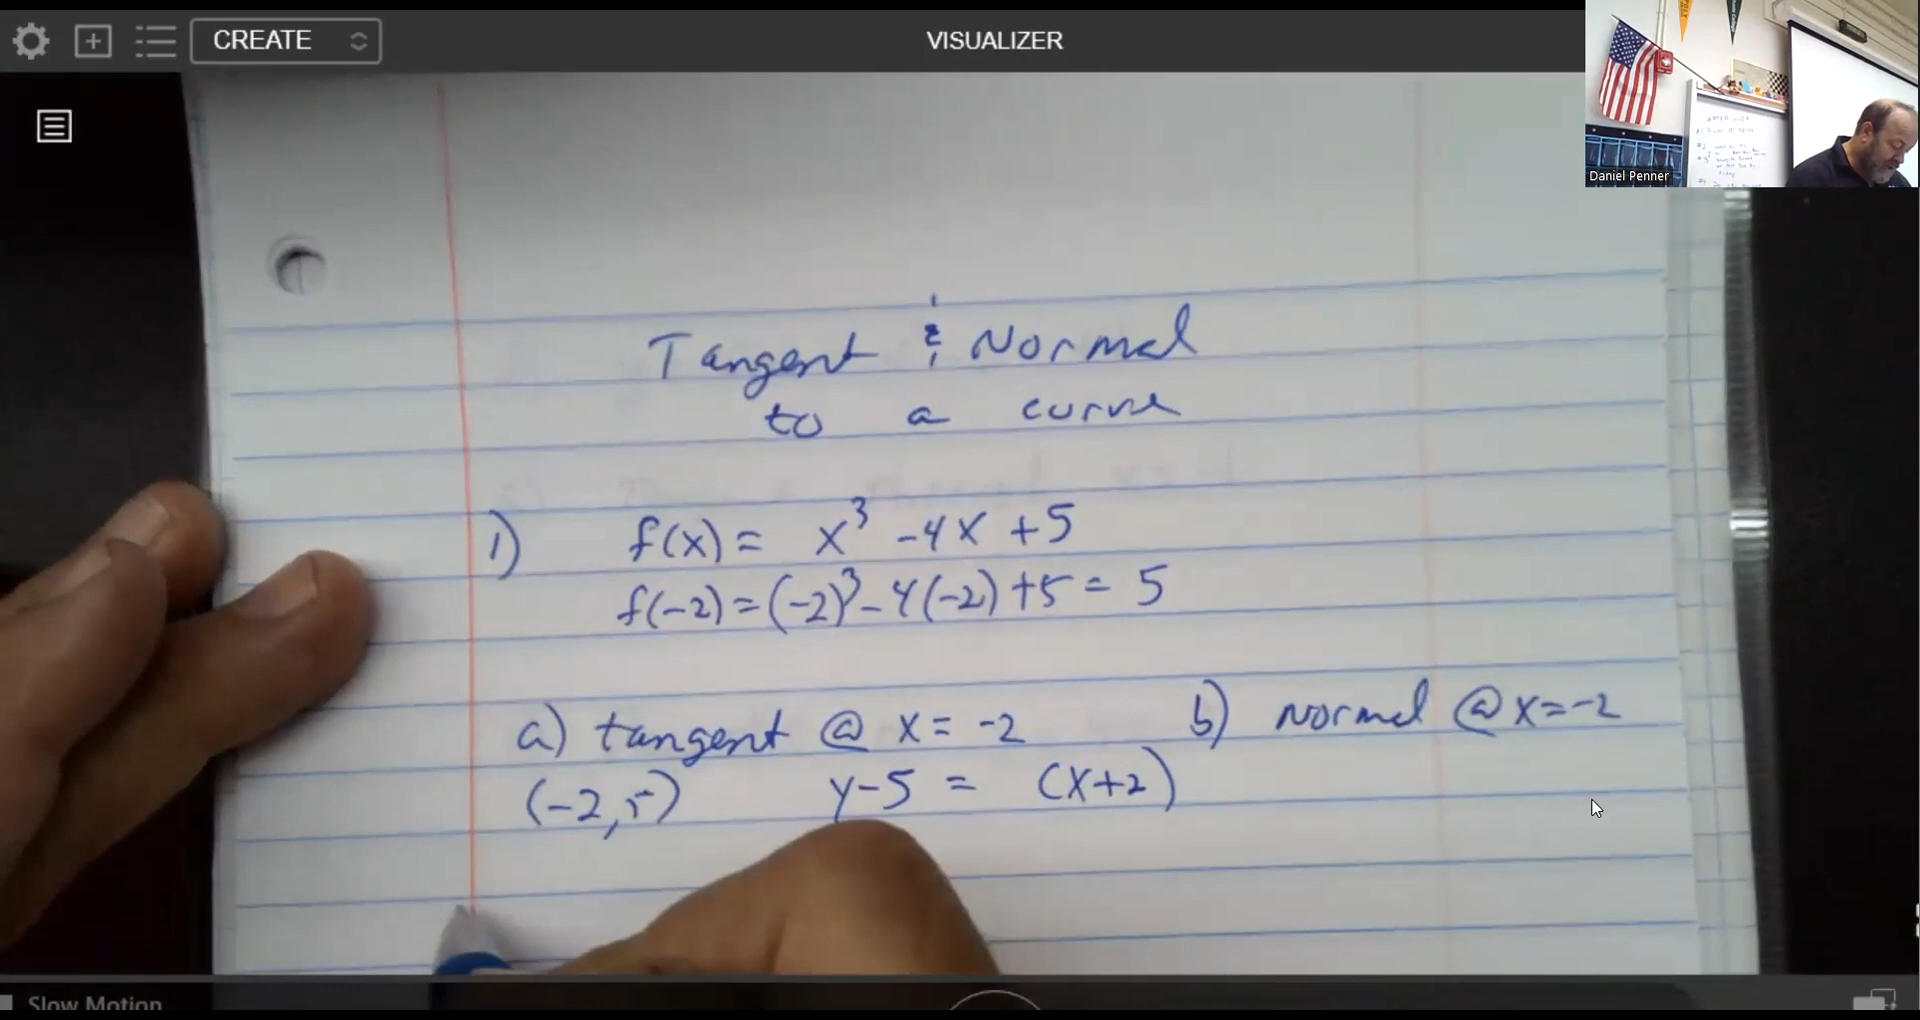 CREATE
VISUALIZER
Daniel Penner
Tangent & Normal
to a curve
1) f(x) = x³ -4x +5
f(-2) = (-2)³ - 4(-2) +5 = 5
a) tangent @ x = -2
b) normal @ x=-2
(-2, 5) y-5 = (x+2)
Slow Motion